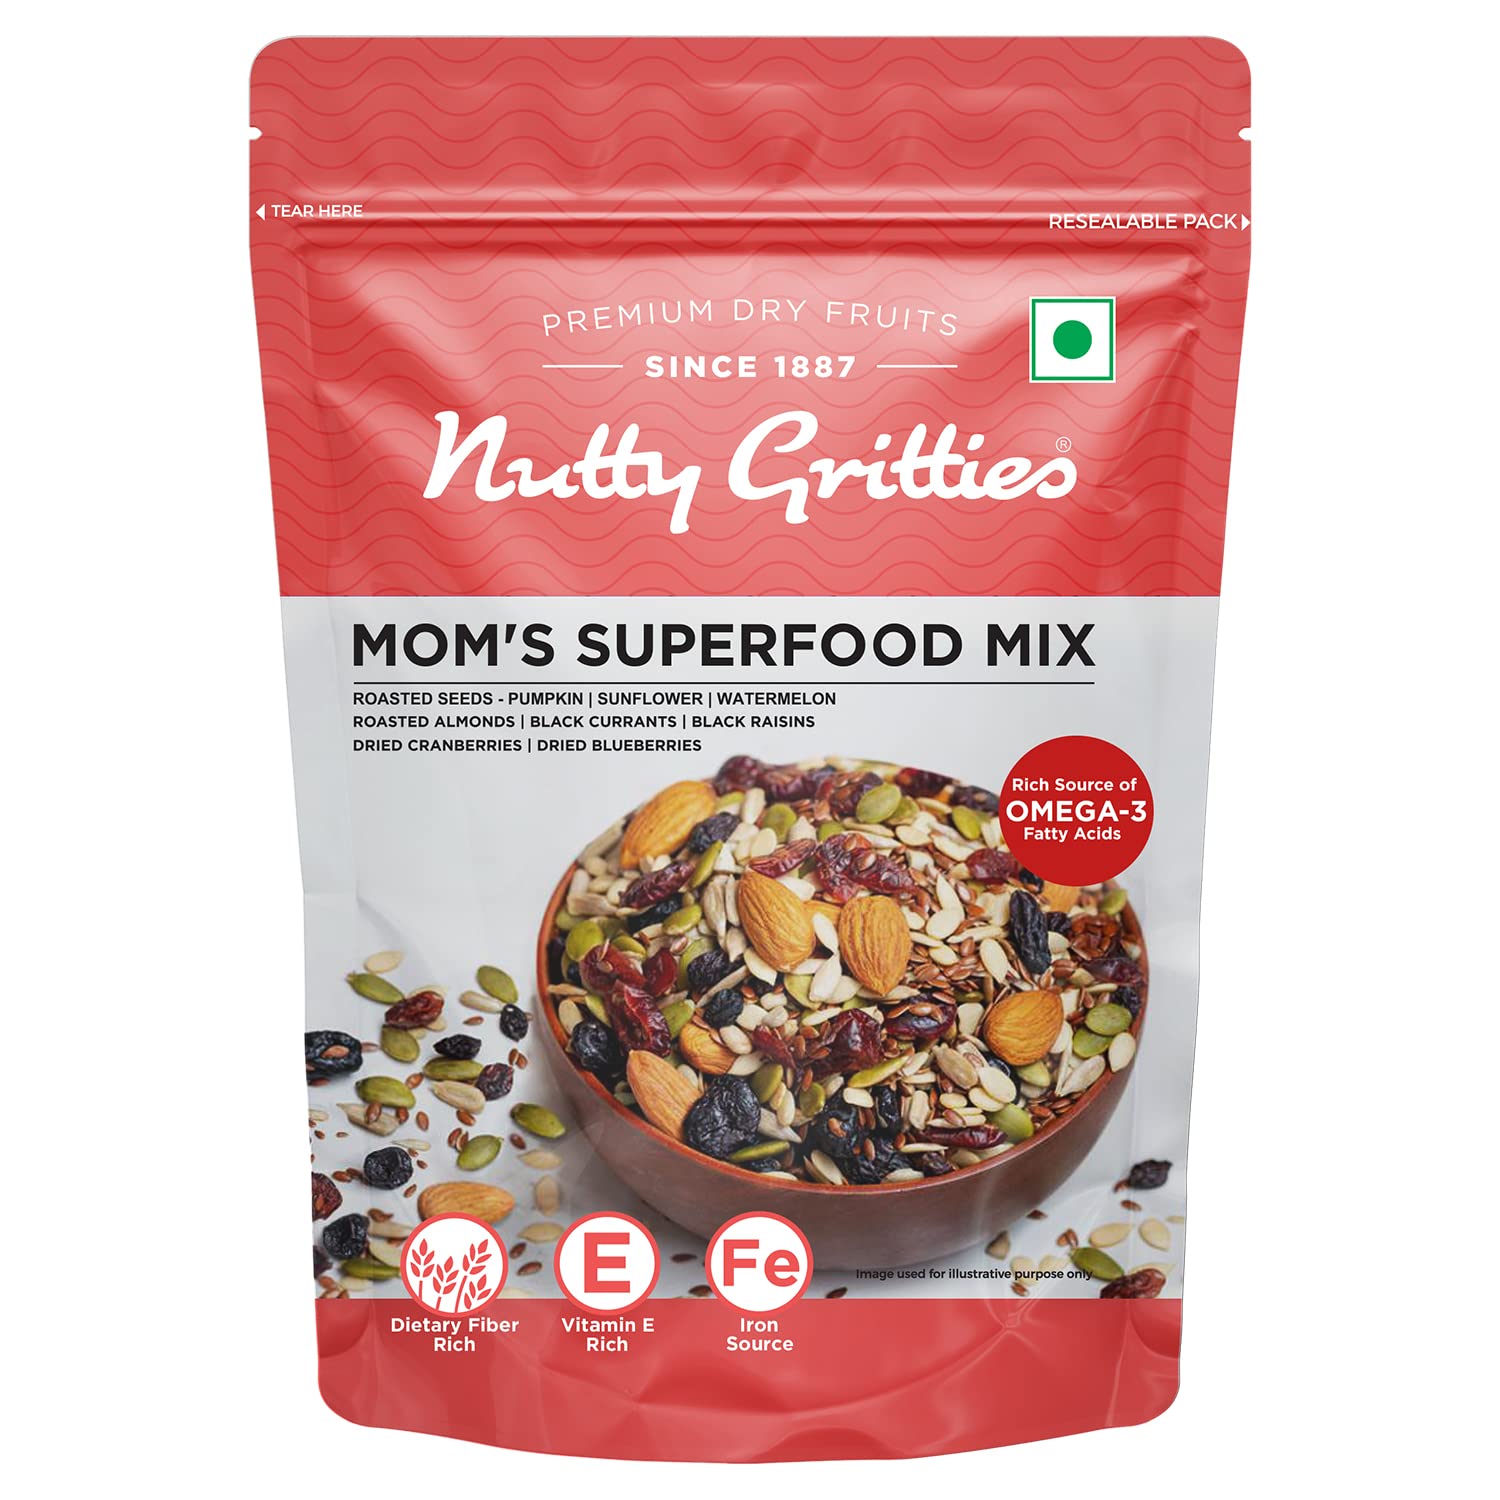 TEAR HERE
RESEALABLE PACK
PREMIUM DRY FRUITS
SINCE 1887
Nutty Gritties®
MOM'S SUPERFOOD MIX
ROASTED SEEDS - PUMPKIN | SUNFLOWER | WATERMELON
ROASTED ALMONDS | BLACK CURRANTS | BLACK RAISINS
DRIED CRANBERRIES | DRIED BLUEBERRIES
Rich Source of
OMEGA-3
Fatty Acids
E
Fe
Image used for illustrative purpose only
Dietary Fiber
Rich
Vitamin E
Rich
Iron
Source